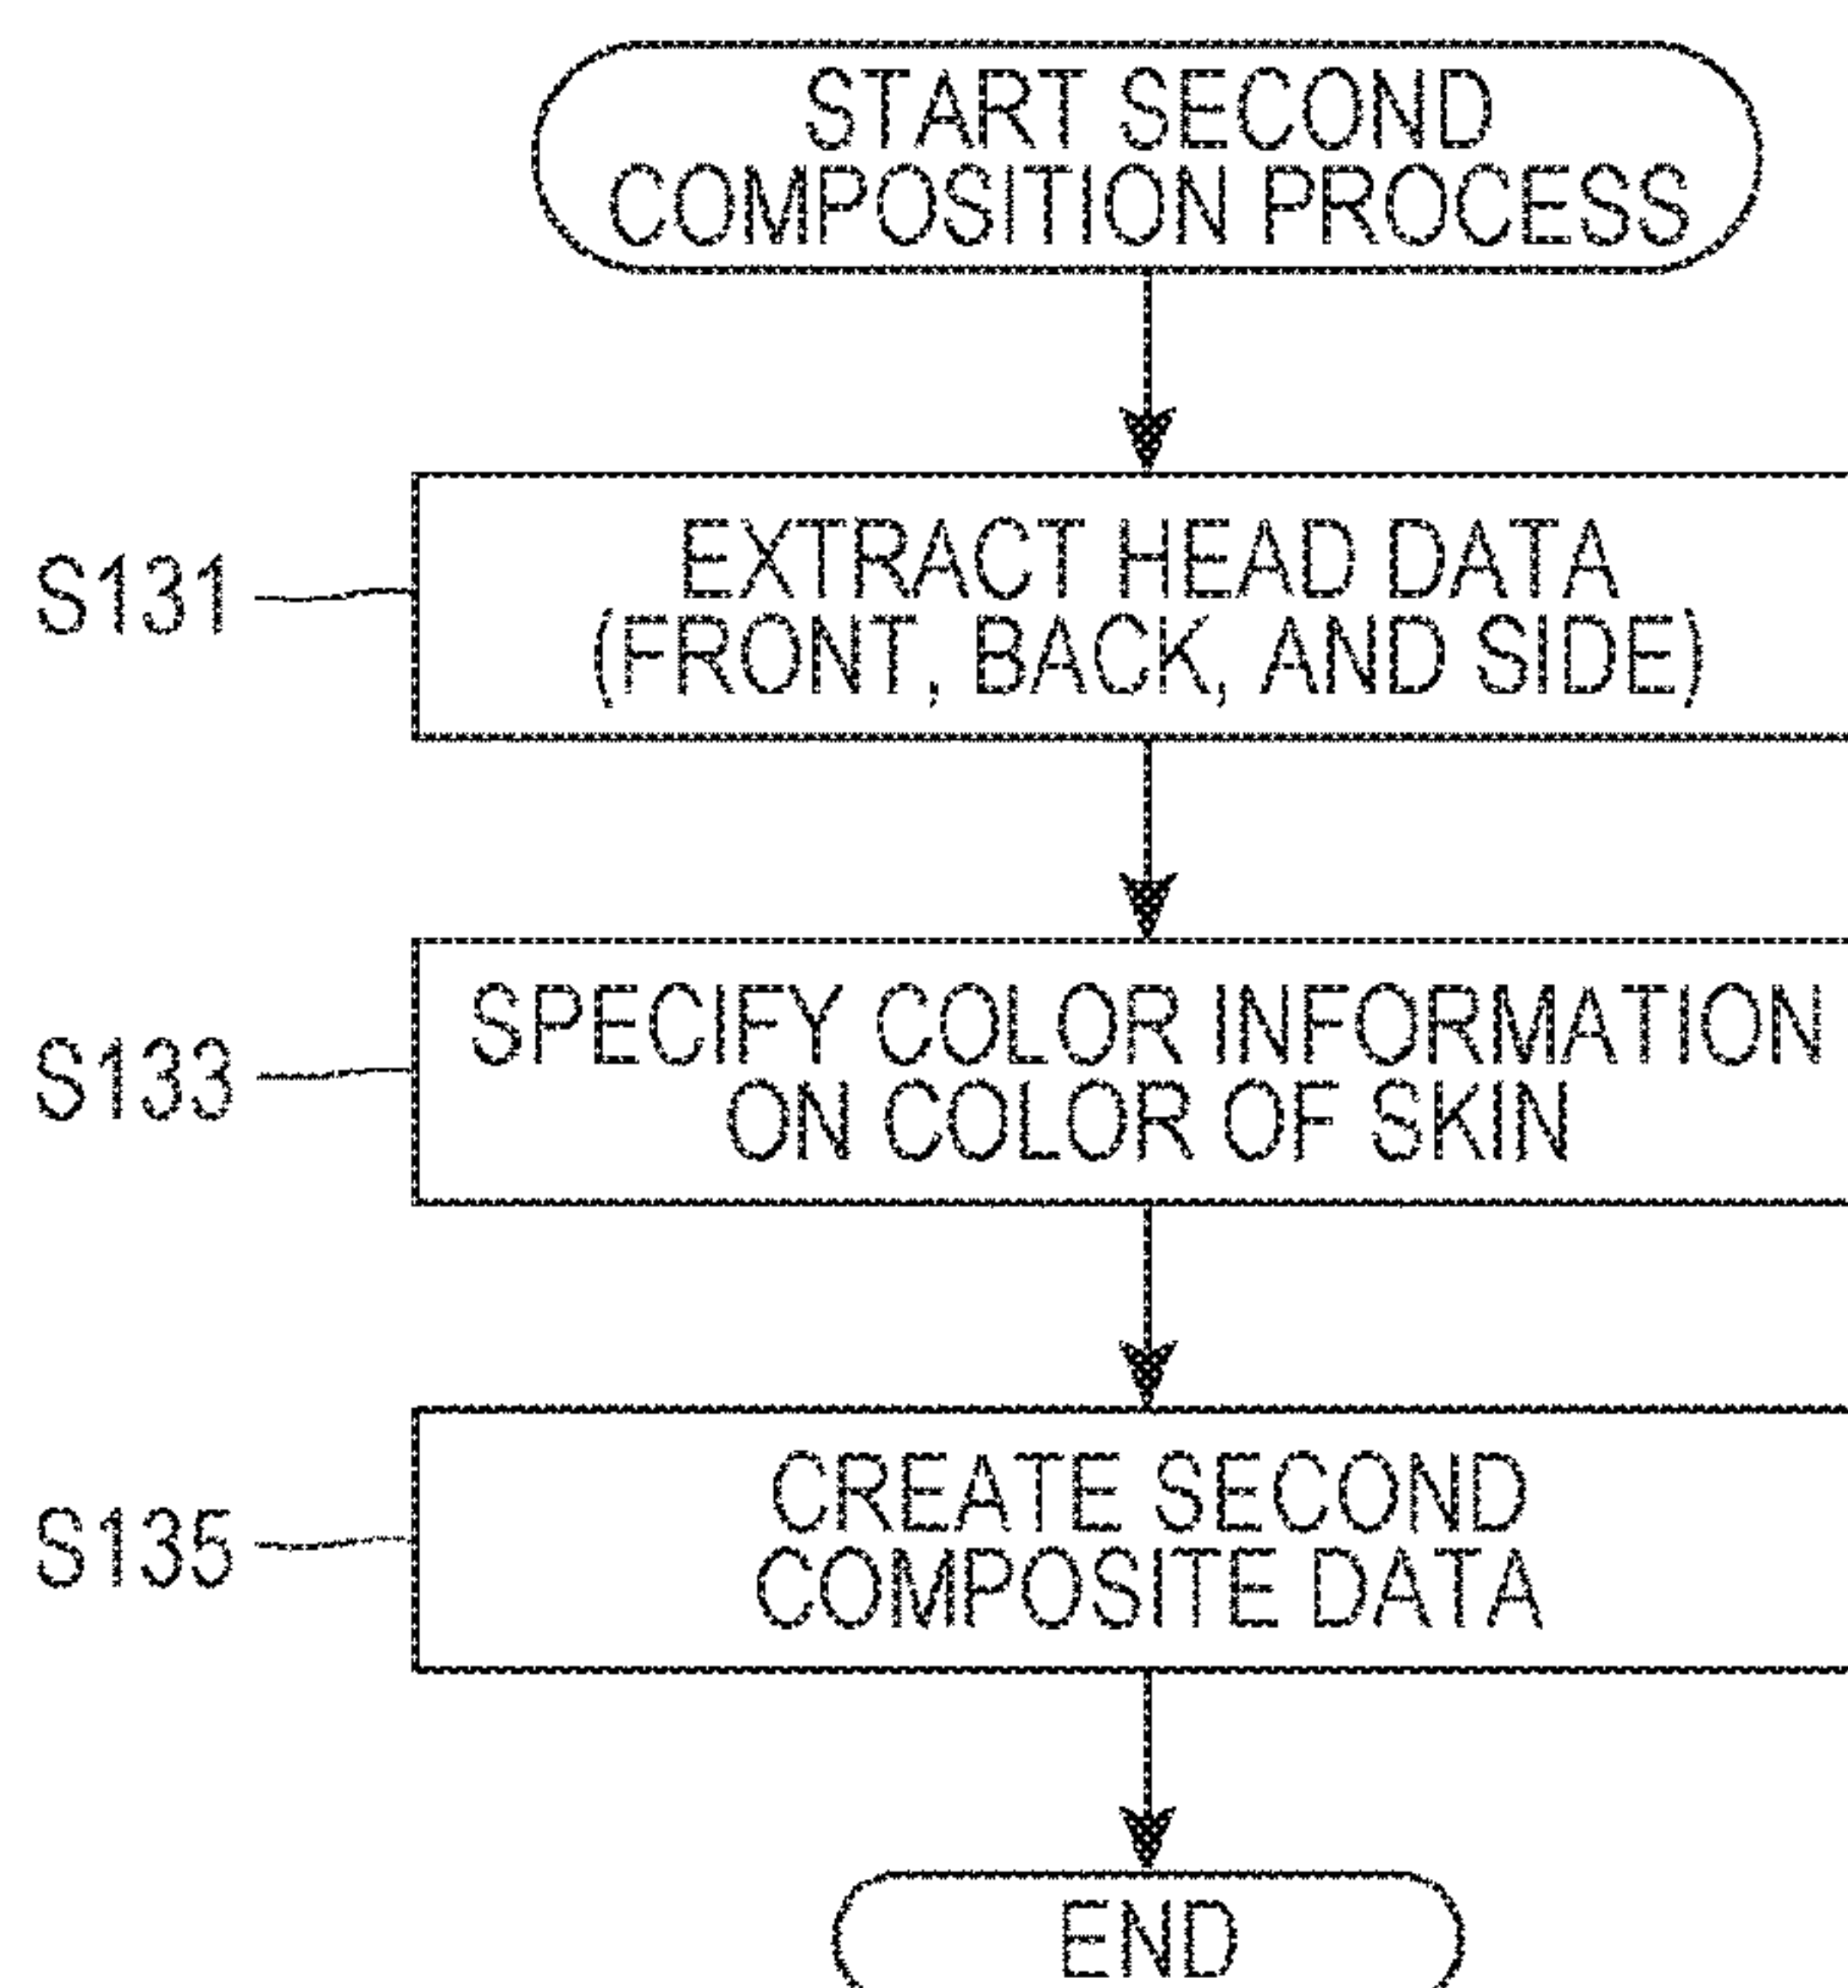 START SECOND
COMPOSITION PROCESS
S131
EXTRACT HEAD DATA
(FRONT, BACK, AND SIDE)
S133
SPECIFY COLOR INFORMATION
ON COLOR OF SKIN
S135
CREATE SECOND
COMPOSITE DATA
END